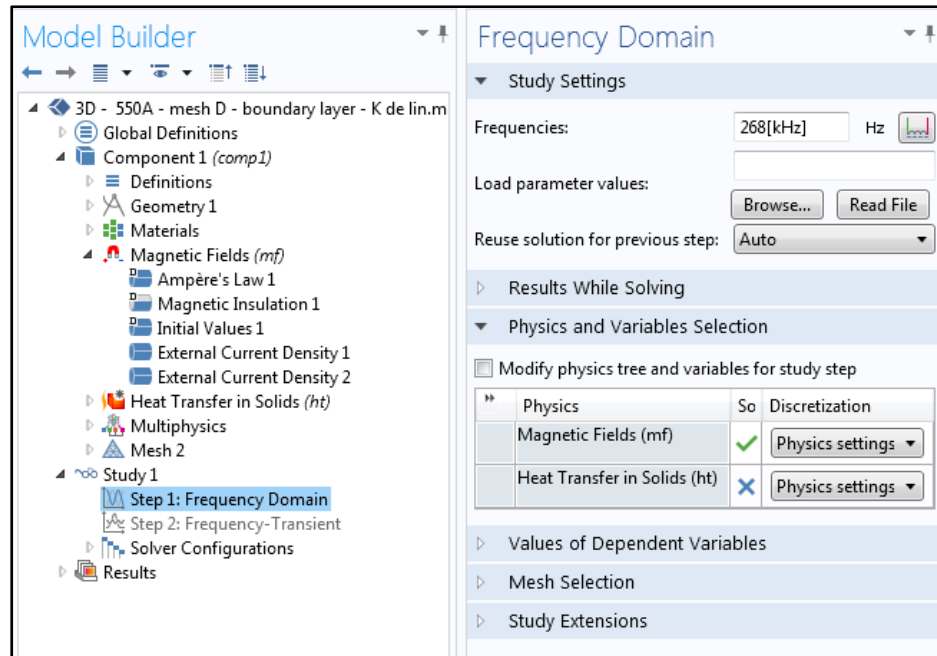 Model Builder
3D - 550A - mesh D - boundary layer - K de lin.m
Global Definitions
Component 1 (comp1)
Definitions
Geometry 1
Materials
Magnetic Fields (mf)
Ampère's Law 1
Magnetic Insulation 1
Initial Values 1
External Current Density 1
External Current Density 2
Heat Transfer in Solids (ht)
Multiphysics
Mesh 2
Study 1
Step 1: Frequency Domain
Step 2: Frequency-Transient
Solver Configurations
Results
Frequency Domain
Study Settings
Frequencies: 268[kHz] Hz
Load parameter values:
Browse... Read File
Reuse solution for previous step: Auto
Results While Solving
Physics and Variables Selection
Modify physics tree and variables for study step
Physics So Discretization
Magnetic Fields (mf) Physics settings
Heat Transfer in Solids (ht) Physics settings
Values of Dependent Variables
Mesh Selection
Study Extensions